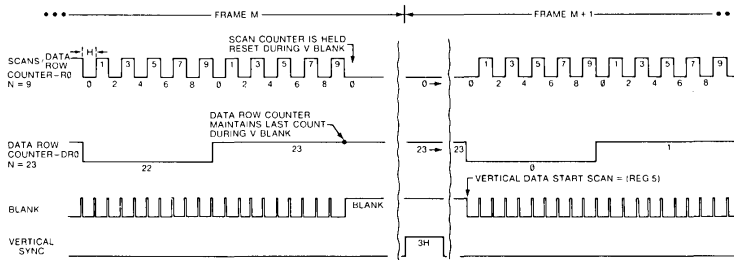 ••• FRAME M FRAME M + 1 ••
SCAN COUNTER IS HELD
RESET DURING V BLANK
H
SCANS/DATA
ROW
COUNTER-R0
N = 9
1 3 5 7 9 1 3 5 7 9 1 3 5 7 9 1 3 5 7 9
0 2 4 6 8 0 2 4 6 8 0 0 → 0 2 4 6 8 0 2 4 6 8
DATA ROW COUNTER
MAINTAINS LAST COUNT
DURING V BLANK
DATA ROW
COUNTER-DR0
N = 23
22 23 23 → 23 0 1
VERTICAL DATA START SCAN = (REG 5)
BLANK BLANK
VERTICAL
SYNC
3H